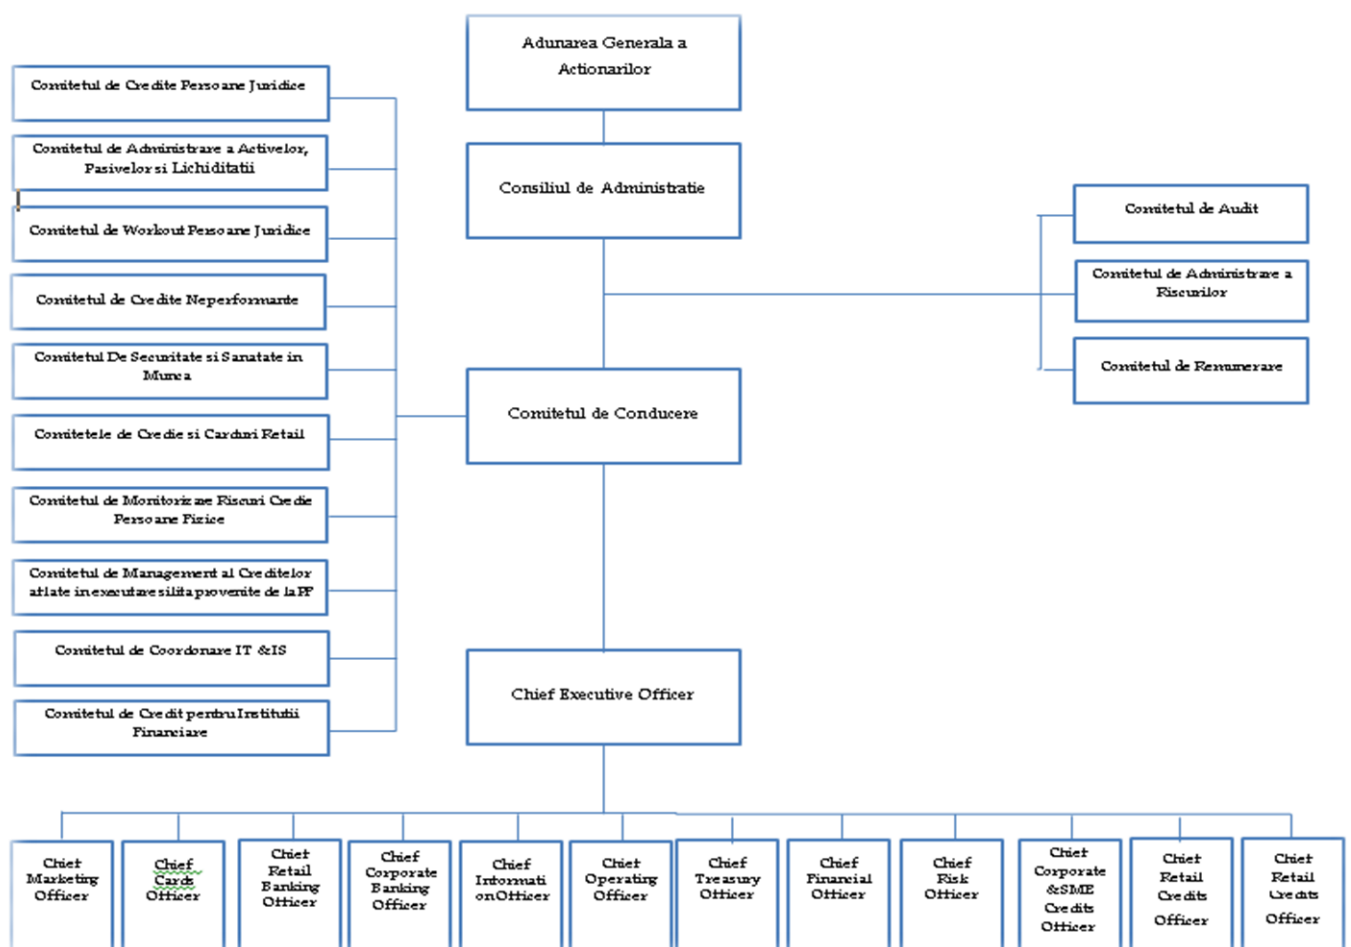 Adunarea Generala a
Actionarilor
Consiliul de Administratie
Comitetul de Conducere
Chief Executive Officer
Comitetul de Credite Persoane Juridice
Comitetul de Administrare a Activelor,
Pasivelor si Lichiditatii
Comitetul de Workout Persoane Juridice
Comitetul de Credite Neperformante
Comitetul De Securitate si Sanatate in
Munca
Comitetele de Credie si Carduri Retail
Comitetul de Monitorizare Riscuri Credie
Persoane Fizice
Comitetul de Management al Creditelor
aflate in executare silita provenite de la PF
Comitetul de Coordonare IT &IS
Comitetul de Credit pentru Institutii
Financiare
Comitetul de Audit
Comitetul de Administrare a
Riscurilor
Comitetul de Remunerare
Chief
Marketing
Officer
Chief
Cards
Officer
Chief
Retail
Banking
Officer
Chief
Corporate
Banking
Officer
Chief
Informati
on Officer
Chief
Operating
Officer
Chief
Treasury
Officer
Chief
Financial
Officer
Chief
Risk
Officer
Chief
Corporate
&SME
Credits
Officer
Chief
Retail
Credits
Officer
Chief
Retail
Credits
Officer